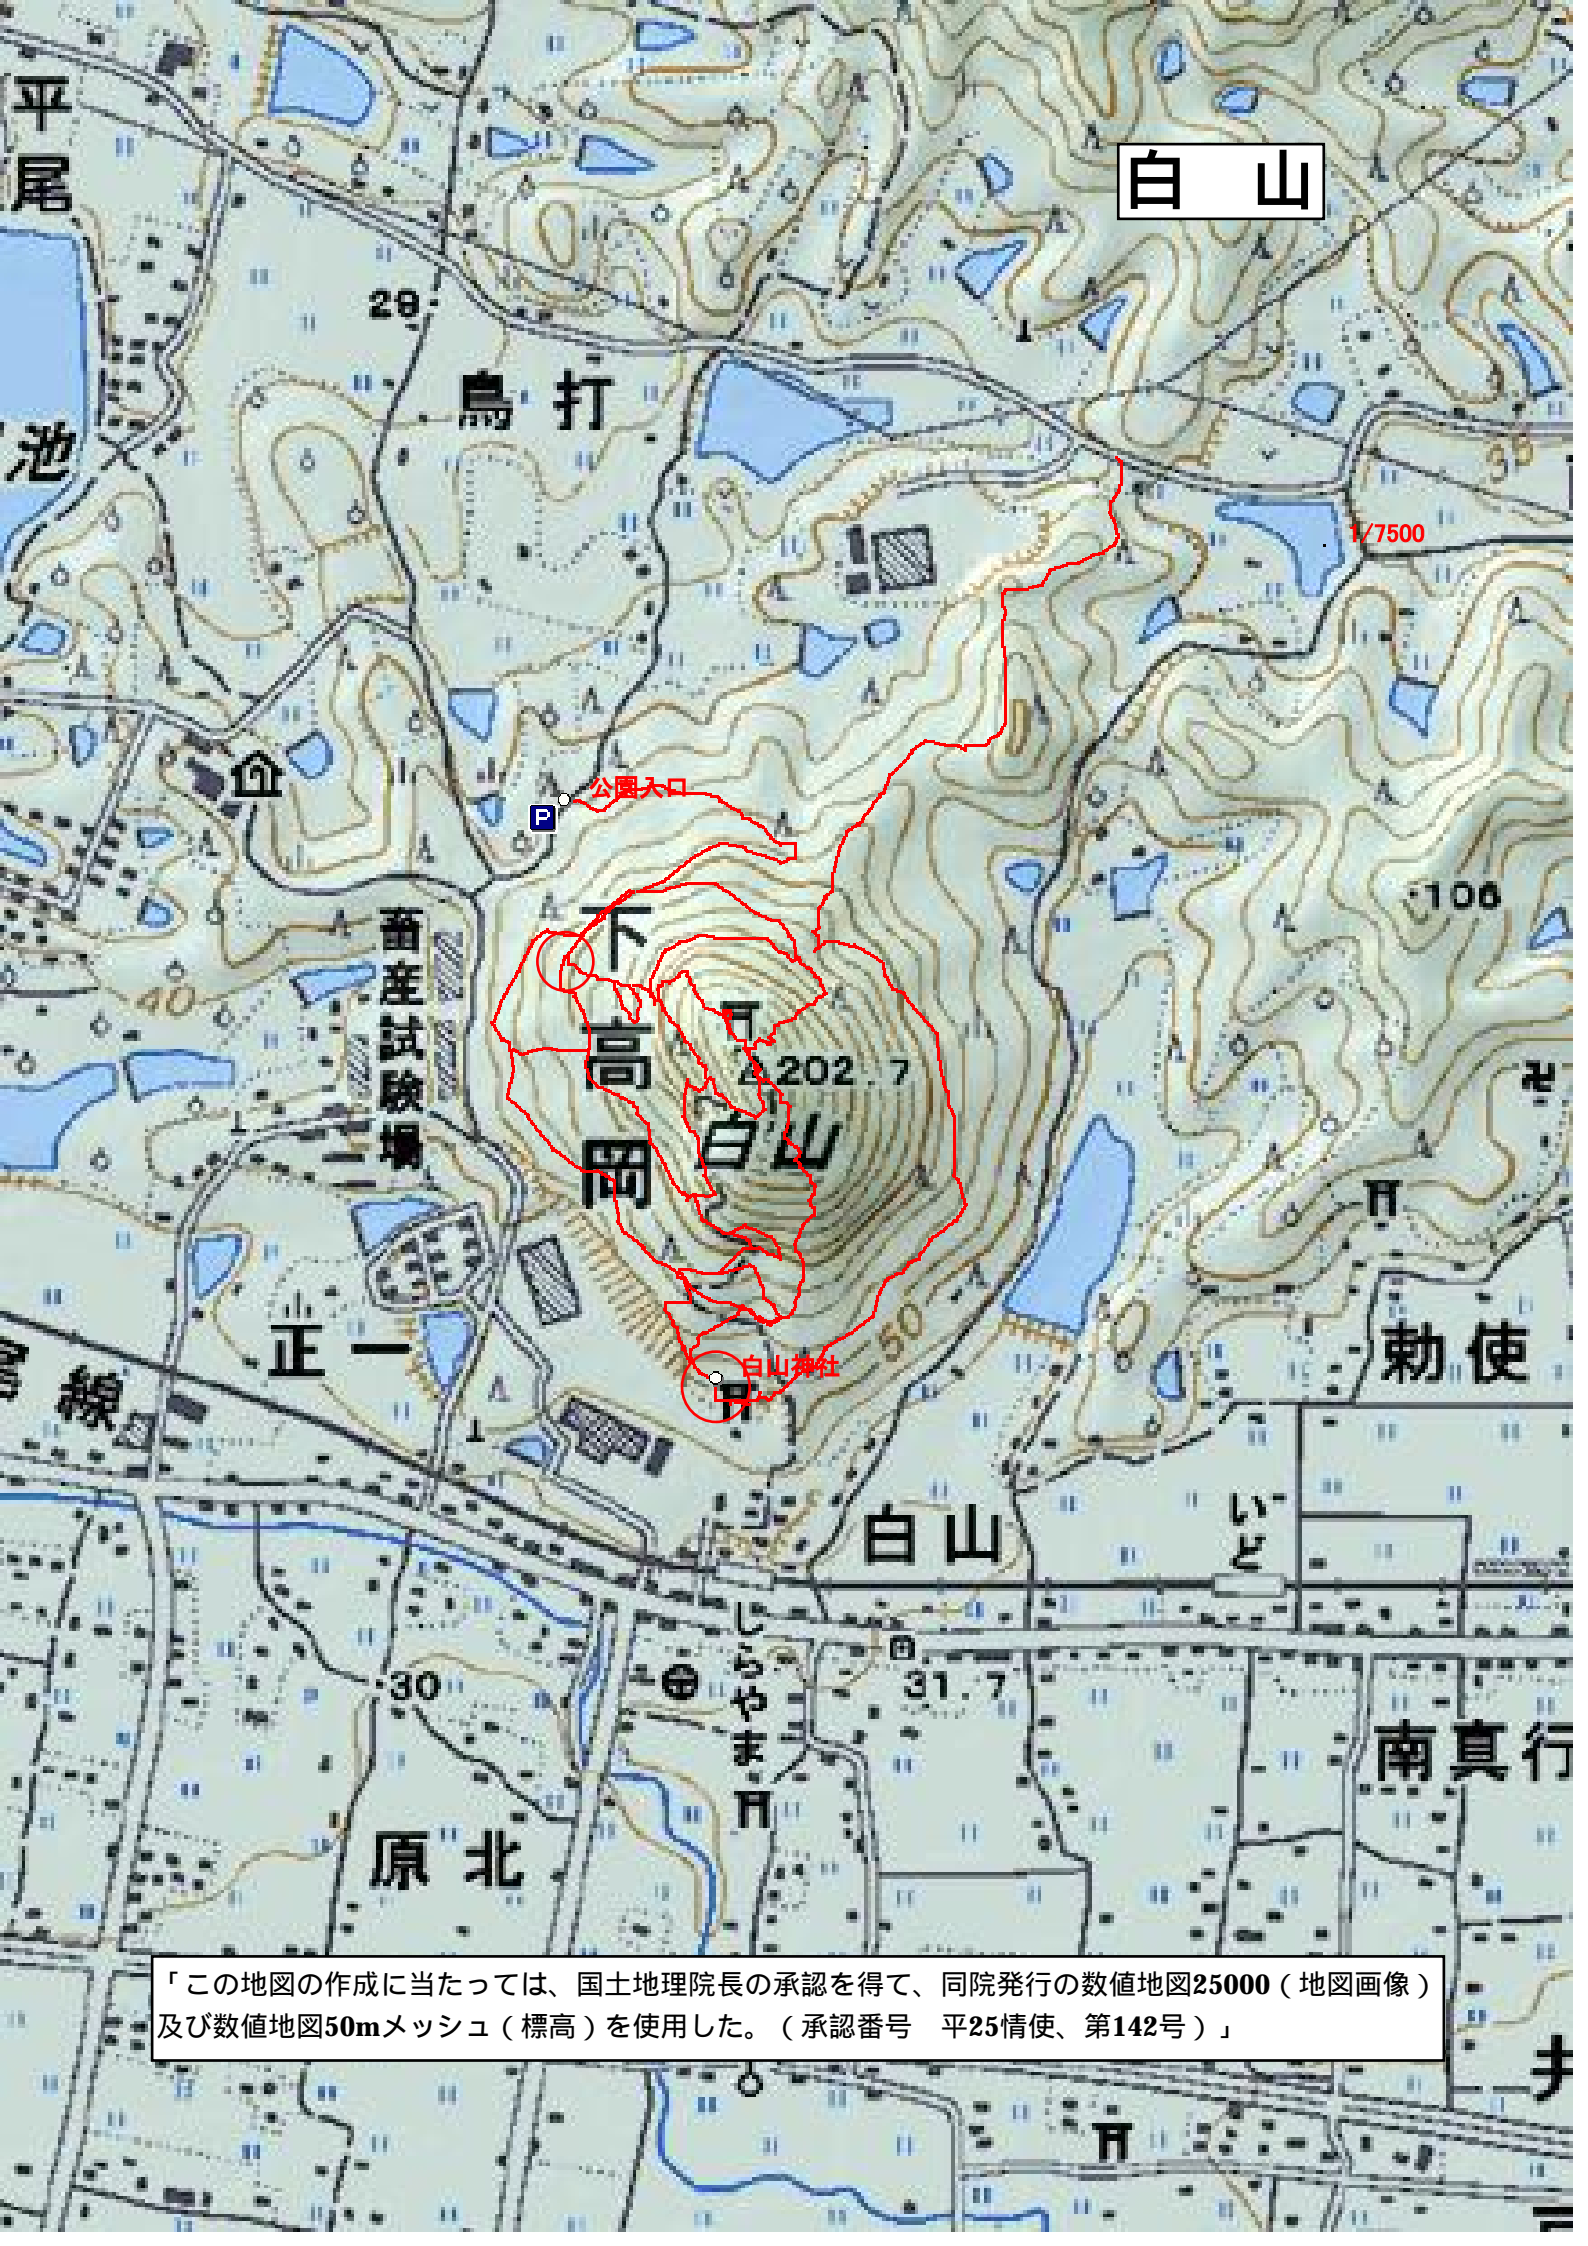 平尾
白　山
29
鳥打
池
1/7500
公園入口
P
下高岡
106
畜産試験場
40
202.7
白山
正一
50
勅使
線
白山神社
白山
いど
しらやま
30
31.7
南真行
原北
「この地図の作成に当たっては、国土地理院長の承認を得て、同院発行の数値地図25000（地図画像）
及び数値地図50mメッシュ（標高）を使用した。（承認番号　平25情使、第142号）」
井